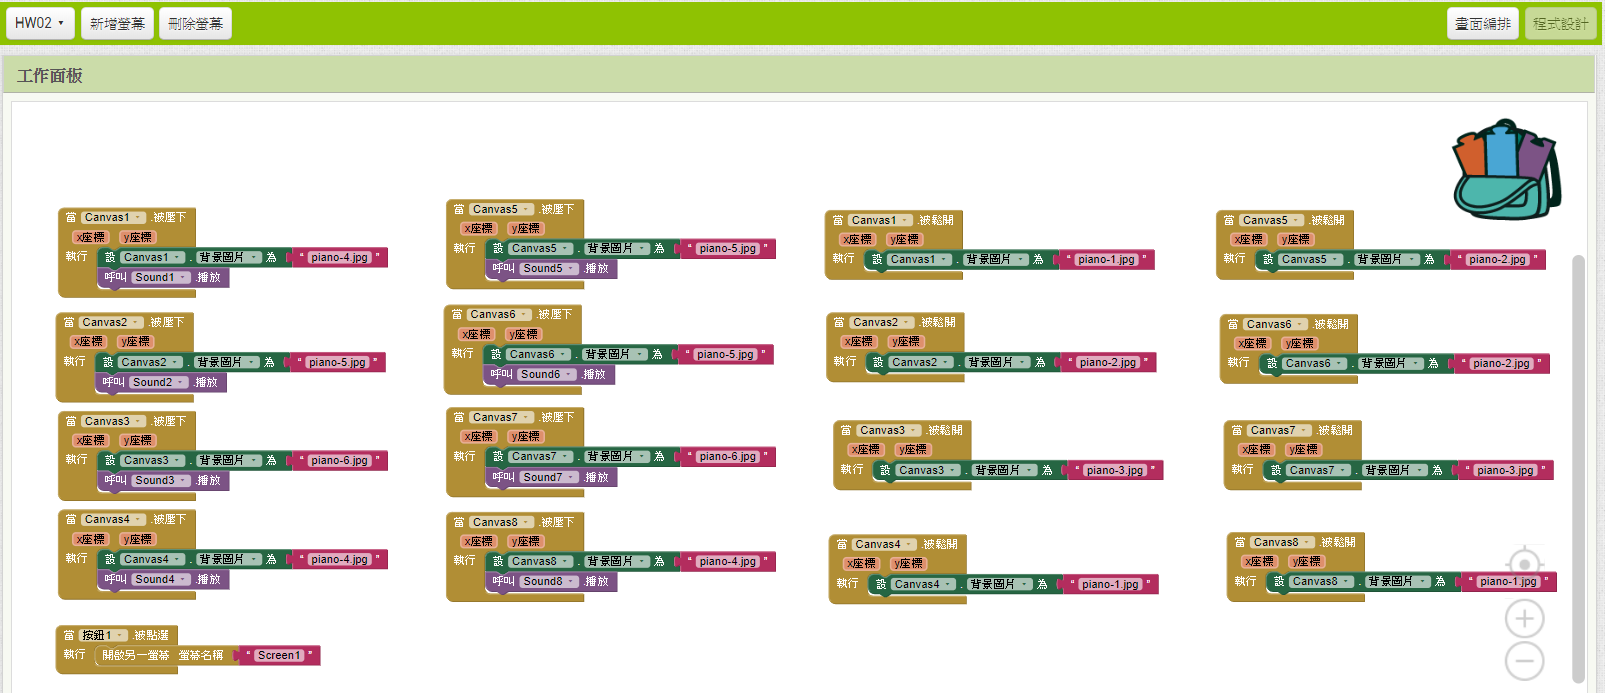 HW02 新增螢幕 刪除螢幕 畫面編排 程式設計
工作面板
當 Canvas1 .被壓下
x座標 y座標
執行 設 Canvas1 . 背景圖片 為 “ piano-4.jpg ”
呼叫 Sound1 .播放
當 Canvas2 .被壓下
x座標 y座標
執行 設 Canvas2 . 背景圖片 為 “ piano-5.jpg ”
呼叫 Sound2 .播放
當 Canvas3 .被壓下
x座標 y座標
執行 設 Canvas3 . 背景圖片 為 “ piano-6.jpg ”
呼叫 Sound3 .播放
當 Canvas4 .被壓下
x座標 y座標
執行 設 Canvas4 . 背景圖片 為 “ piano-4.jpg ”
呼叫 Sound4 .播放
當 按鈕1 .被點選
執行 開啟另一螢幕 螢幕名稱 “ Screen1 ”
當 Canvas5 .被壓下
x座標 y座標
執行 設 Canvas5 . 背景圖片 為 “ piano-5.jpg ”
呼叫 Sound5 .播放
當 Canvas6 .被壓下
x座標 y座標
執行 設 Canvas6 . 背景圖片 為 “ piano-5.jpg ”
呼叫 Sound6 .播放
當 Canvas7 .被壓下
x座標 y座標
執行 設 Canvas7 . 背景圖片 為 “ piano-6.jpg ”
呼叫 Sound7 .播放
當 Canvas8 .被壓下
x座標 y座標
執行 設 Canvas8 . 背景圖片 為 “ piano-4.jpg ”
呼叫 Sound8 .播放
當 Canvas1 .被鬆開
x座標 y座標
執行 設 Canvas1 . 背景圖片 為 “ piano-1.jpg ”
當 Canvas2 .被鬆開
x座標 y座標
執行 設 Canvas2 . 背景圖片 為 “ piano-2.jpg ”
當 Canvas3 .被鬆開
x座標 y座標
執行 設 Canvas3 . 背景圖片 為 “ piano-3.jpg ”
當 Canvas4 .被鬆開
x座標 y座標
執行 設 Canvas4 . 背景圖片 為 “ piano-1.jpg ”
當 Canvas5 .被鬆開
x座標 y座標
執行 設 Canvas5 . 背景圖片 為 “ piano-2.jpg ”
當 Canvas6 .被鬆開
x座標 y座標
執行 設 Canvas6 . 背景圖片 為 “ piano-2.jpg ”
當 Canvas7 .被鬆開
x座標 y座標
執行 設 Canvas7 . 背景圖片 為 “ piano-3.jpg ”
當 Canvas8 .被鬆開
x座標 y座標
執行 設 Canvas8 . 背景圖片 為 “ piano-1.jpg ”